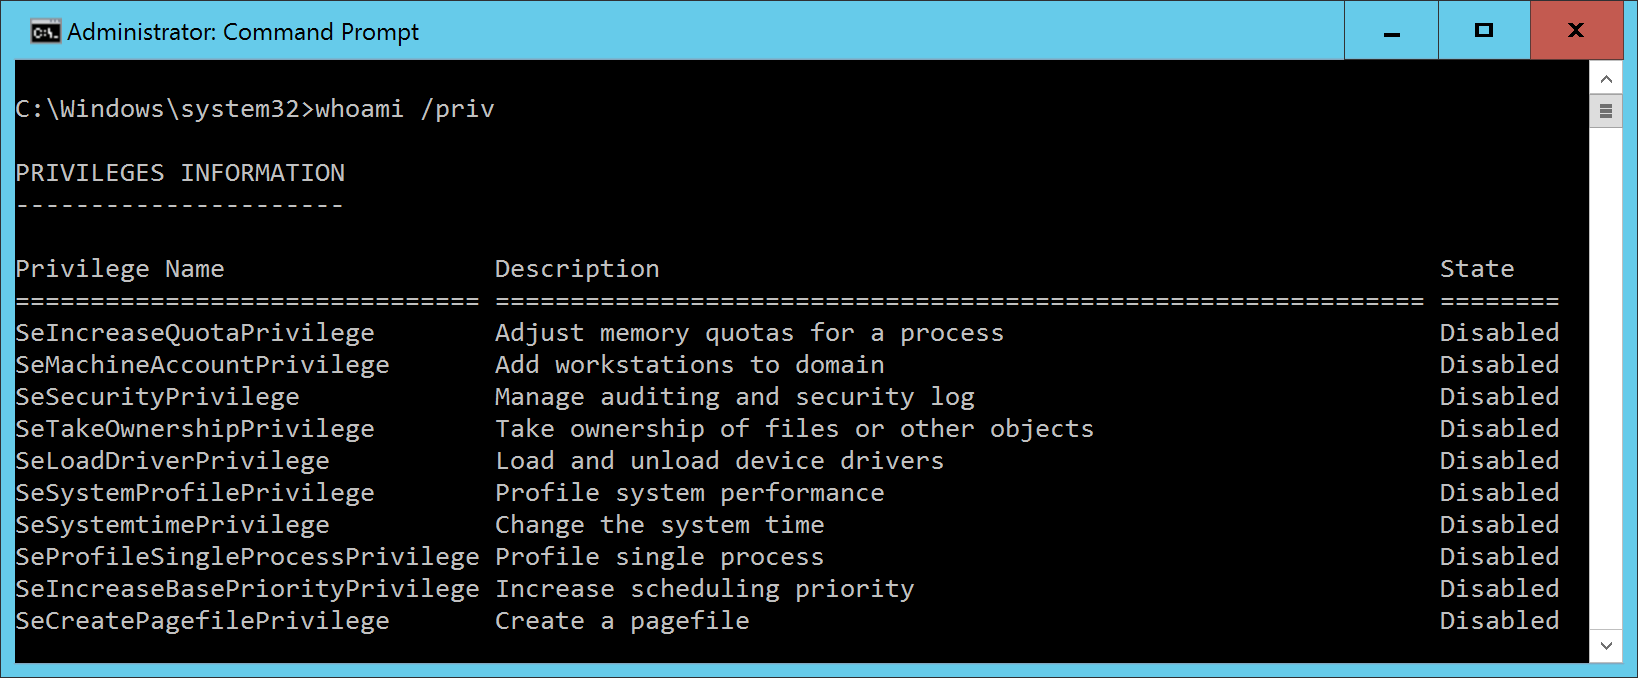 Administrator: Command Prompt
C:\Windows\system32>whoami /priv
PRIVILEGES INFORMATION
----------------------
Privilege Name                  Description                                                    State
=============================== ============================================================== ========
SeIncreaseQuotaPrivilege        Adjust memory quotas for a process                             Disabled
SeMachineAccountPrivilege       Add workstations to domain                                     Disabled
SeSecurityPrivilege             Manage auditing and security log                               Disabled
SeTakeOwnershipPrivilege        Take ownership of files or other objects                       Disabled
SeLoadDriverPrivilege           Load and unload device drivers                                 Disabled
SeSystemProfilePrivilege        Profile system performance                                     Disabled
SeSystemtimePrivilege           Change the system time                                         Disabled
SeProfileSingleProcessPrivilege Profile single process                                         Disabled
SeIncreaseBasePriorityPrivilege Increase scheduling priority                                   Disabled
SeCreatePagefilePrivilege       Create a pagefile                                              Disabled